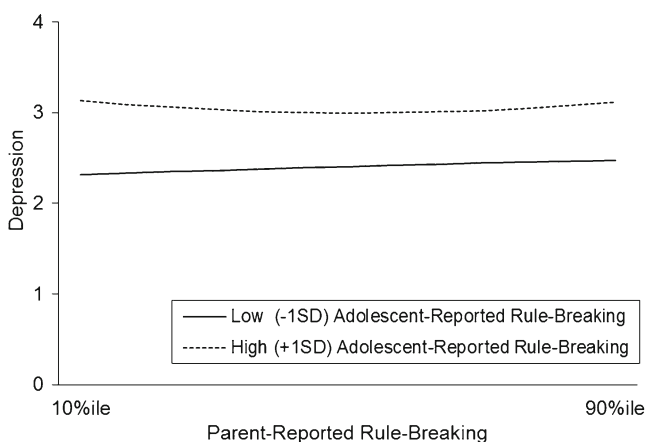 4
3
Depression
2
1
Low (-1SD) Adolescent-Reported Rule-Breaking
High (+1SD) Adolescent-Reported Rule-Breaking
0
10%ile 90%ile
Parent-Reported Rule-Breaking